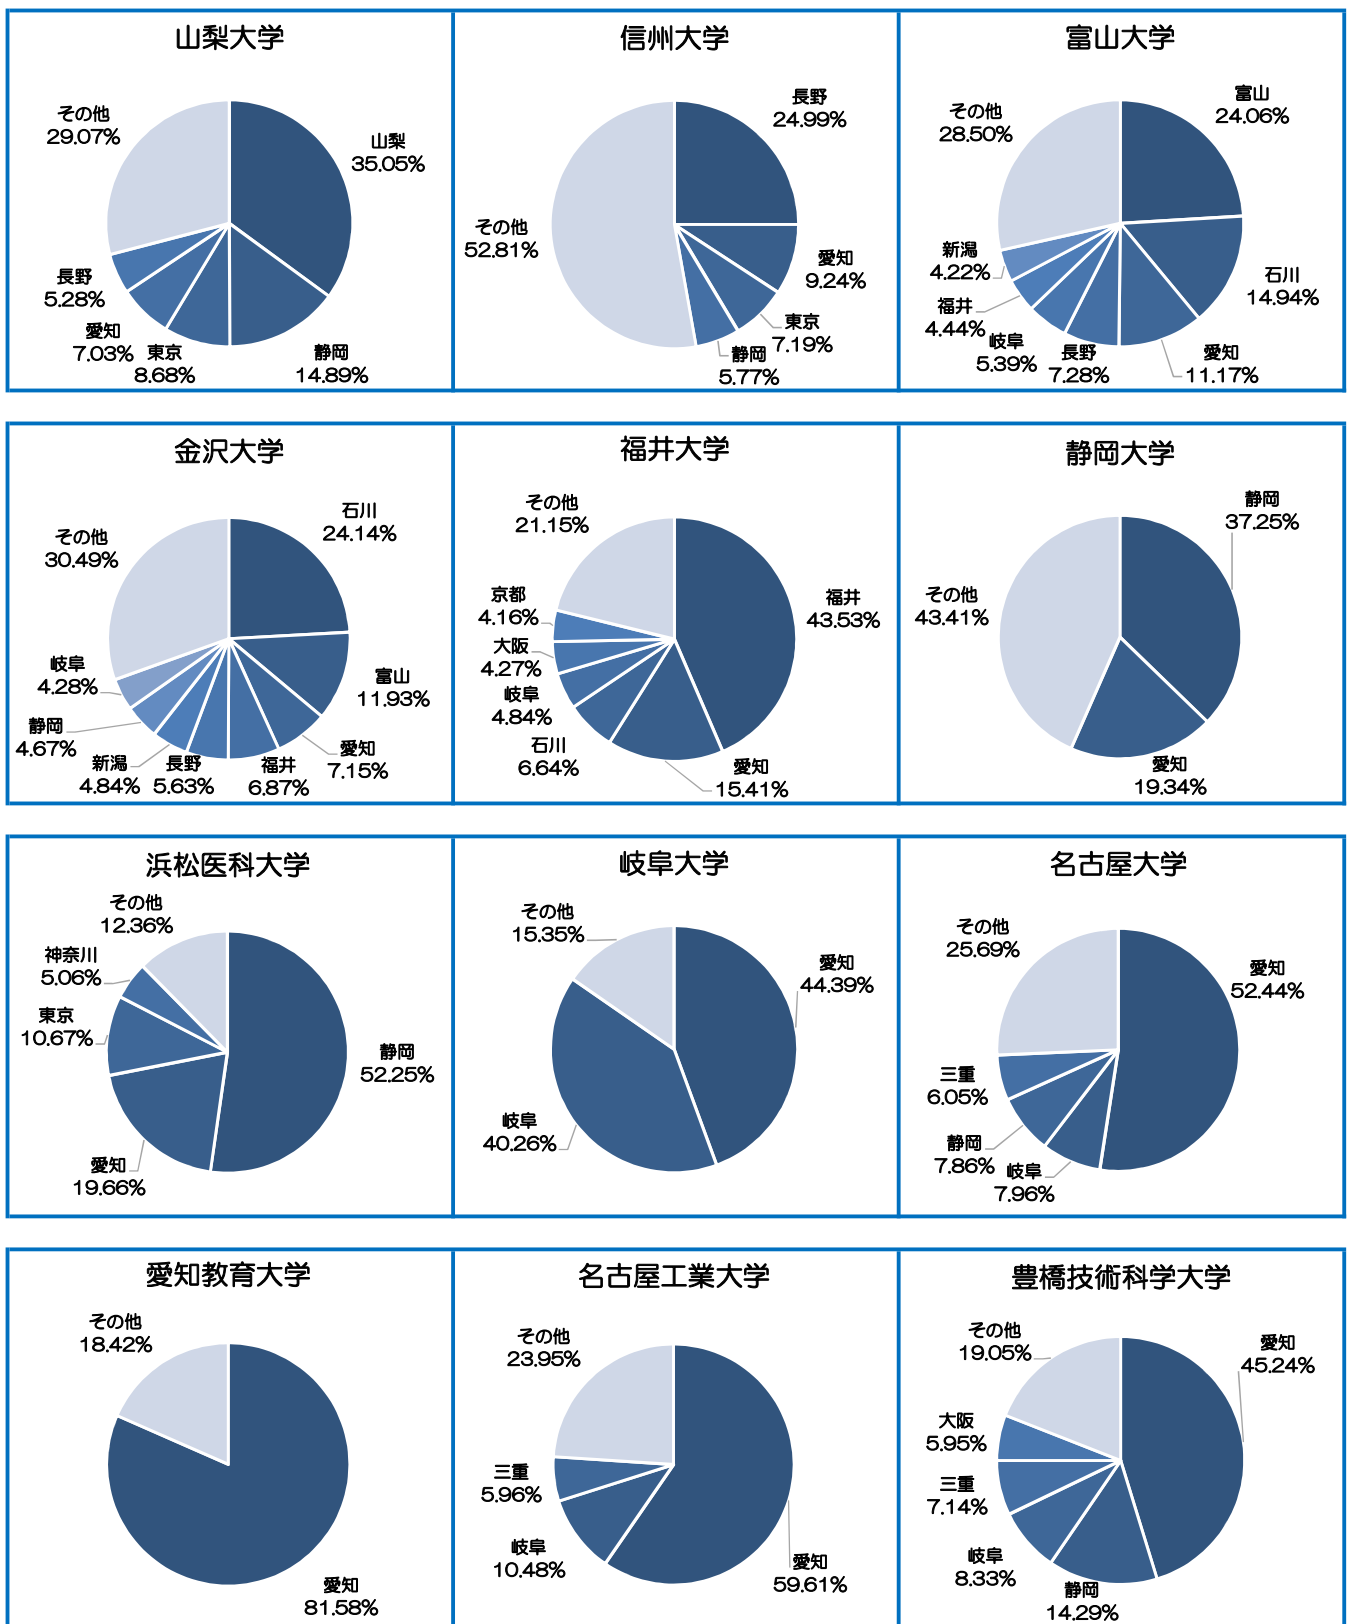 山梨大学
その他
29.07%
山梨
35.05%
長野
5.28%
愛知
7.03%
東京
8.68%
静岡
14.89%
信州大学
長野
24.99%
その他
52.81%
愛知
9.24%
東京
7.19%
静岡
5.77%
富山大学
富山
24.06%
その他
28.50%
新潟
4.22%
石川
14.94%
福井
4.44%
岐阜
5.39%
長野
7.28%
愛知
11.17%
金沢大学
石川
24.14%
その他
30.49%
岐阜
4.28%
富山
11.93%
静岡
4.67%
新潟
4.84%
長野
5.63%
福井
6.87%
愛知
7.15%
福井大学
その他
21.15%
京都
4.16%
福井
43.53%
大阪
4.27%
岐阜
4.84%
石川
6.64%
愛知
15.41%
静岡大学
静岡
37.25%
その他
43.41%
愛知
19.34%
浜松医科大学
その他
12.36%
神奈川
5.06%
東京
10.67%
静岡
52.25%
愛知
19.66%
岐阜大学
その他
15.35%
愛知
44.39%
岐阜
40.26%
名古屋大学
その他
25.69%
愛知
52.44%
三重
6.05%
静岡
7.86%
岐阜
7.96%
愛知教育大学
その他
18.42%
愛知
81.58%
名古屋工業大学
その他
23.95%
三重
5.96%
岐阜
10.48%
愛知
59.61%
豊橋技術科学大学
その他
19.05%
愛知
45.24%
大阪
5.95%
三重
7.14%
岐阜
8.33%
静岡
14.29%